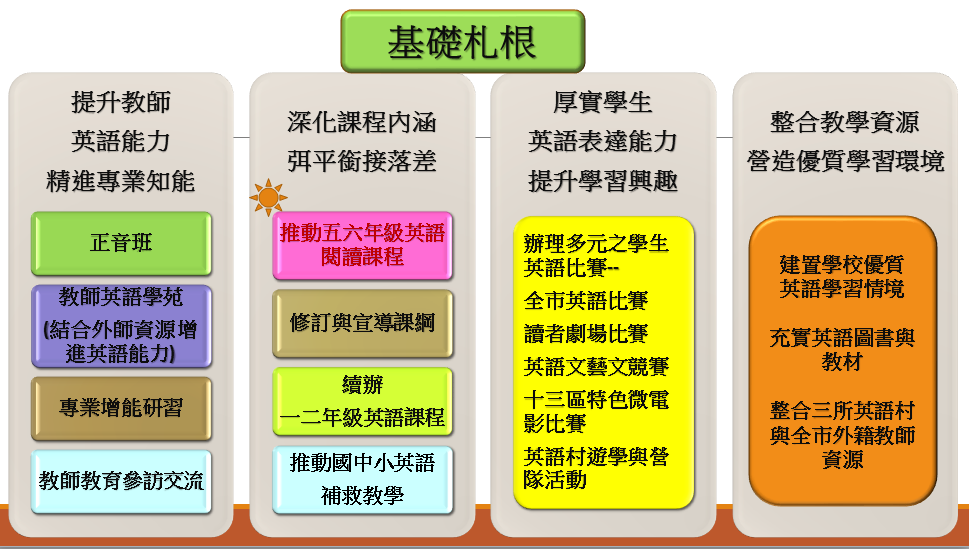 基礎札根
提升教師
英語能力
精進專業知能
正音班
教師英語學苑
(結合外師資源增
進英語能力)
專業增能研習
教師教育參訪交流
深化課程內涵
弭平銜接落差
推動五六年級英語
閱讀課程
修訂與宣導課綱
續辦
一二年級英語課程
推動國中小英語
補救教學
厚實學生
英語表達能力
提升學習興趣
辦理多元之學生
英語比賽--
全市英語比賽
讀者劇場比賽
英語文藝文競賽
十三區特色微電
影比賽
英語村遊學與營
隊活動
整合教學資源
營造優質學習環境
建置學校優質
英語學習情境
充實英語圖書與
教材
整合三所英語村
與全市外籍教師
資源